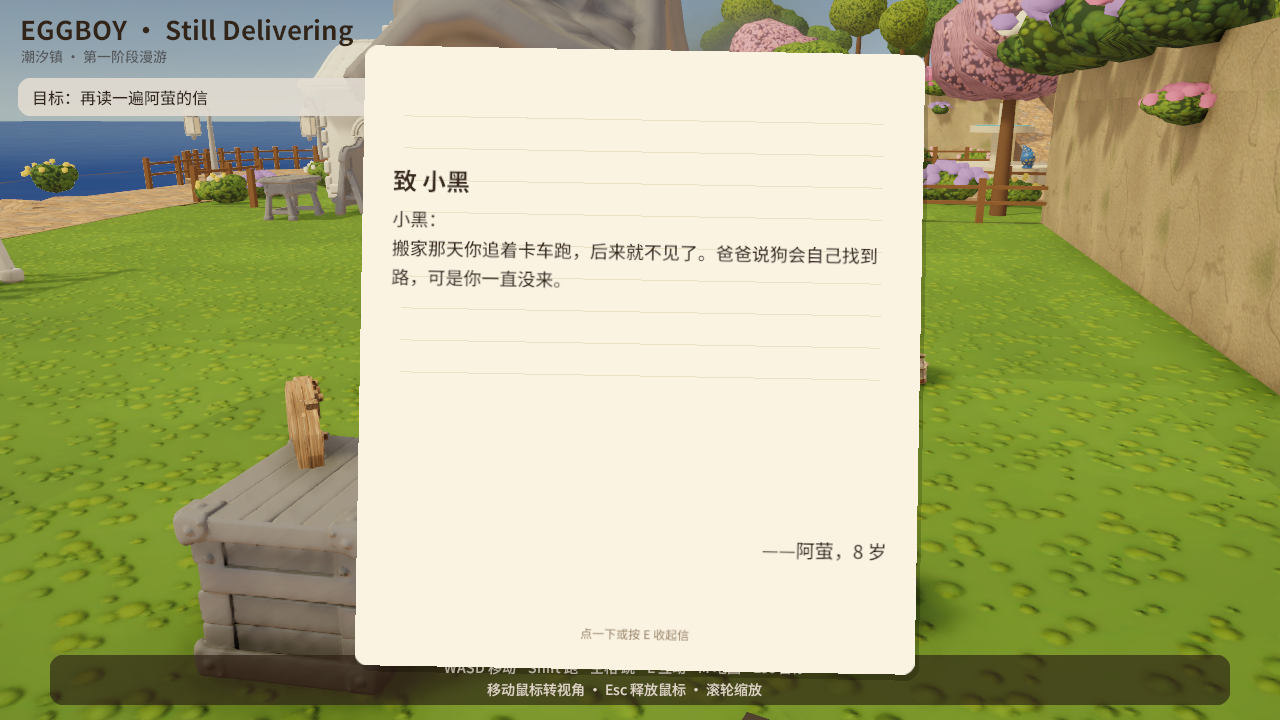 EGGBOY · Still Delivering
潮汐镇 · 第一阶段漫游
目标：再读一遍阿萤的信
致 小黑
小黑：
搬家那天你追着卡车跑，后来就不见了。爸爸说狗会自己找到
路，可是你一直没来。
——阿萤，8 岁
点一下或按 E 收起信
WASD 移动
移动鼠标转视角 · Esc 释放鼠标 · 滚轮缩放